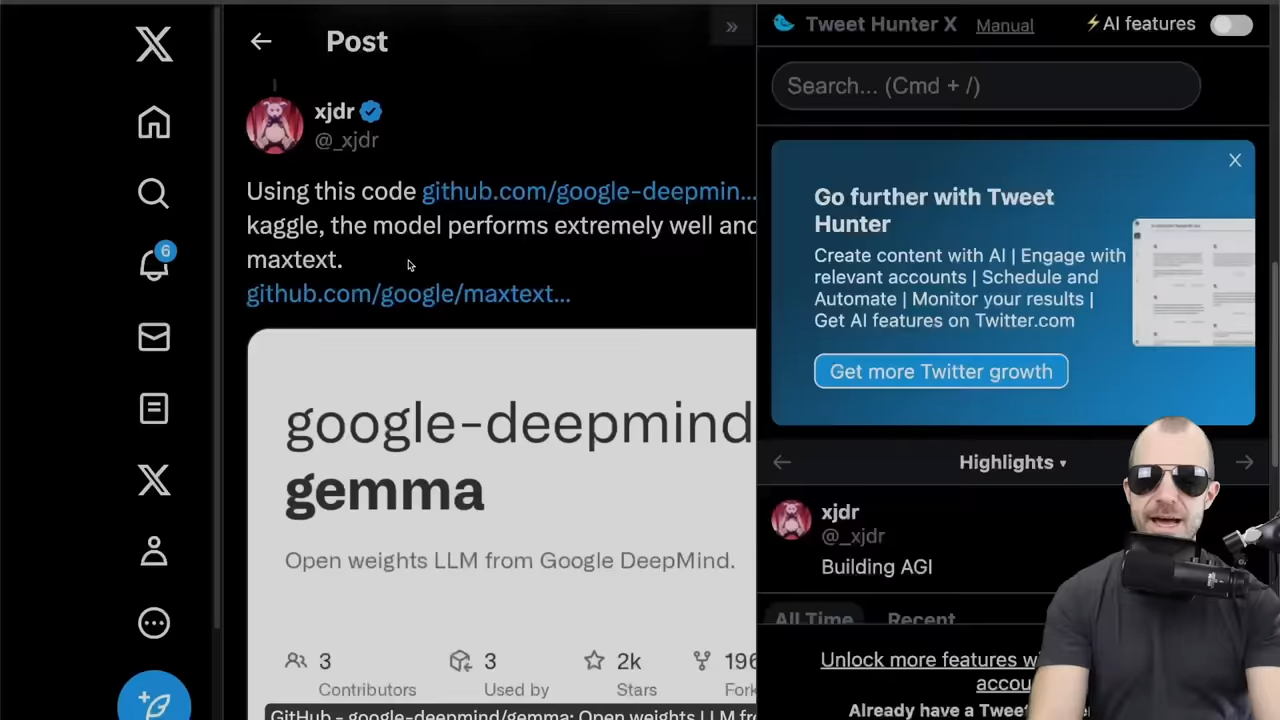 Post
xjdr
@_xjdr
Using this code github.com/google-deepmin...
kaggle, the model performs extremely well and
maxtext.
github.com/google/maxtext...
google-deepmind
gemma
Open weights LLM from Google DeepMind.
3
Contributors
3
Used by
2k
Stars
196
Fork
GitHub - google-deepmind/gemma: Open weights LLM fr
6
Tweet Hunter X
Manual
⚡AI features
Search... (Cmd + /)
Go further with Tweet
Hunter
Create content with AI | Engage with
relevant accounts | Schedule and
Automate | Monitor your results |
Get AI features on Twitter.com
Get more Twitter growth
Highlights
xjdr
@_xjdr
Building AGI
All Time
Recent
Unlock more features
accou
Already have a Twee